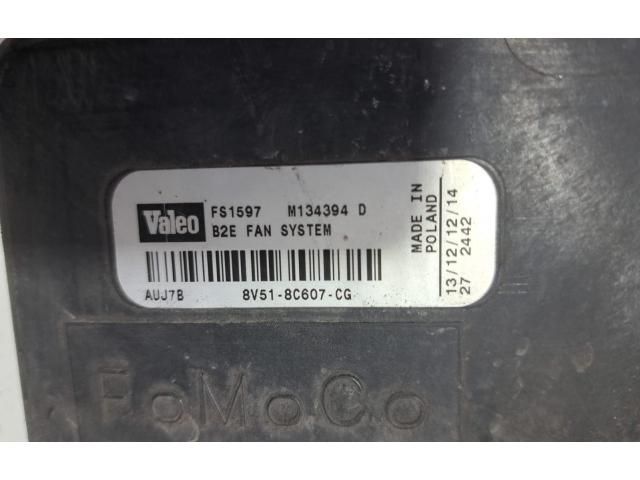 Valeo FS1597 M134394 D
B2E FAN SYSTEM
AUJ7B 8V51-8C607-CG
MADE IN
POLAND
13/12/12/14
27 2442
FoMoCo